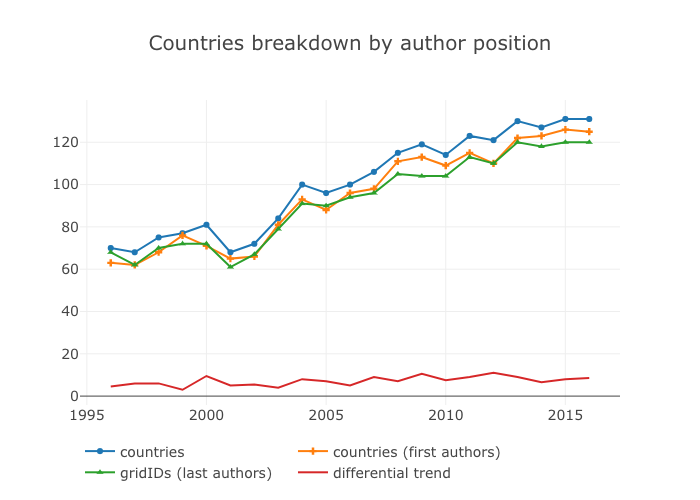 Countries breakdown by author position
120
100
80
60
40
20
0
1995 2000 2005 2010 2015
countries countries (first authors)
gridIDs (last authors) differential trend